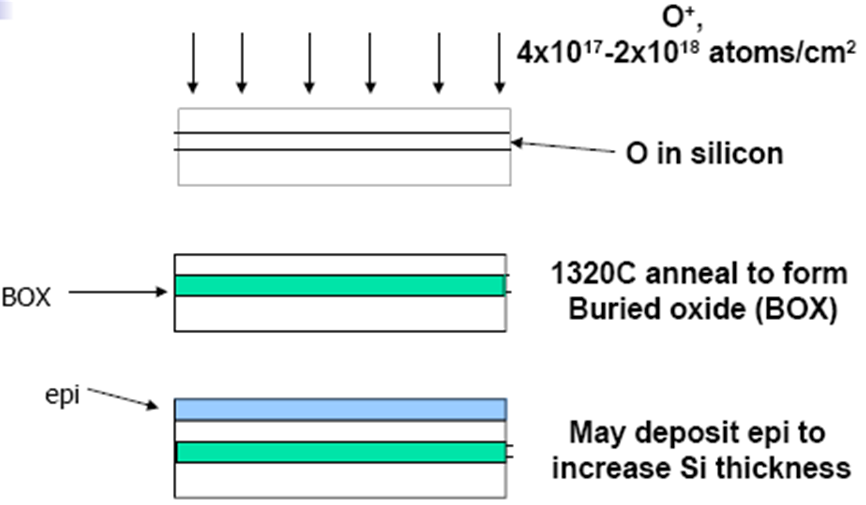 O⁺,
4x10¹⁷-2x10¹⁸ atoms/cm²
O in silicon
BOX
1320C anneal to form
Buried oxide (BOX)
epi
May deposit epi to
increase Si thickness